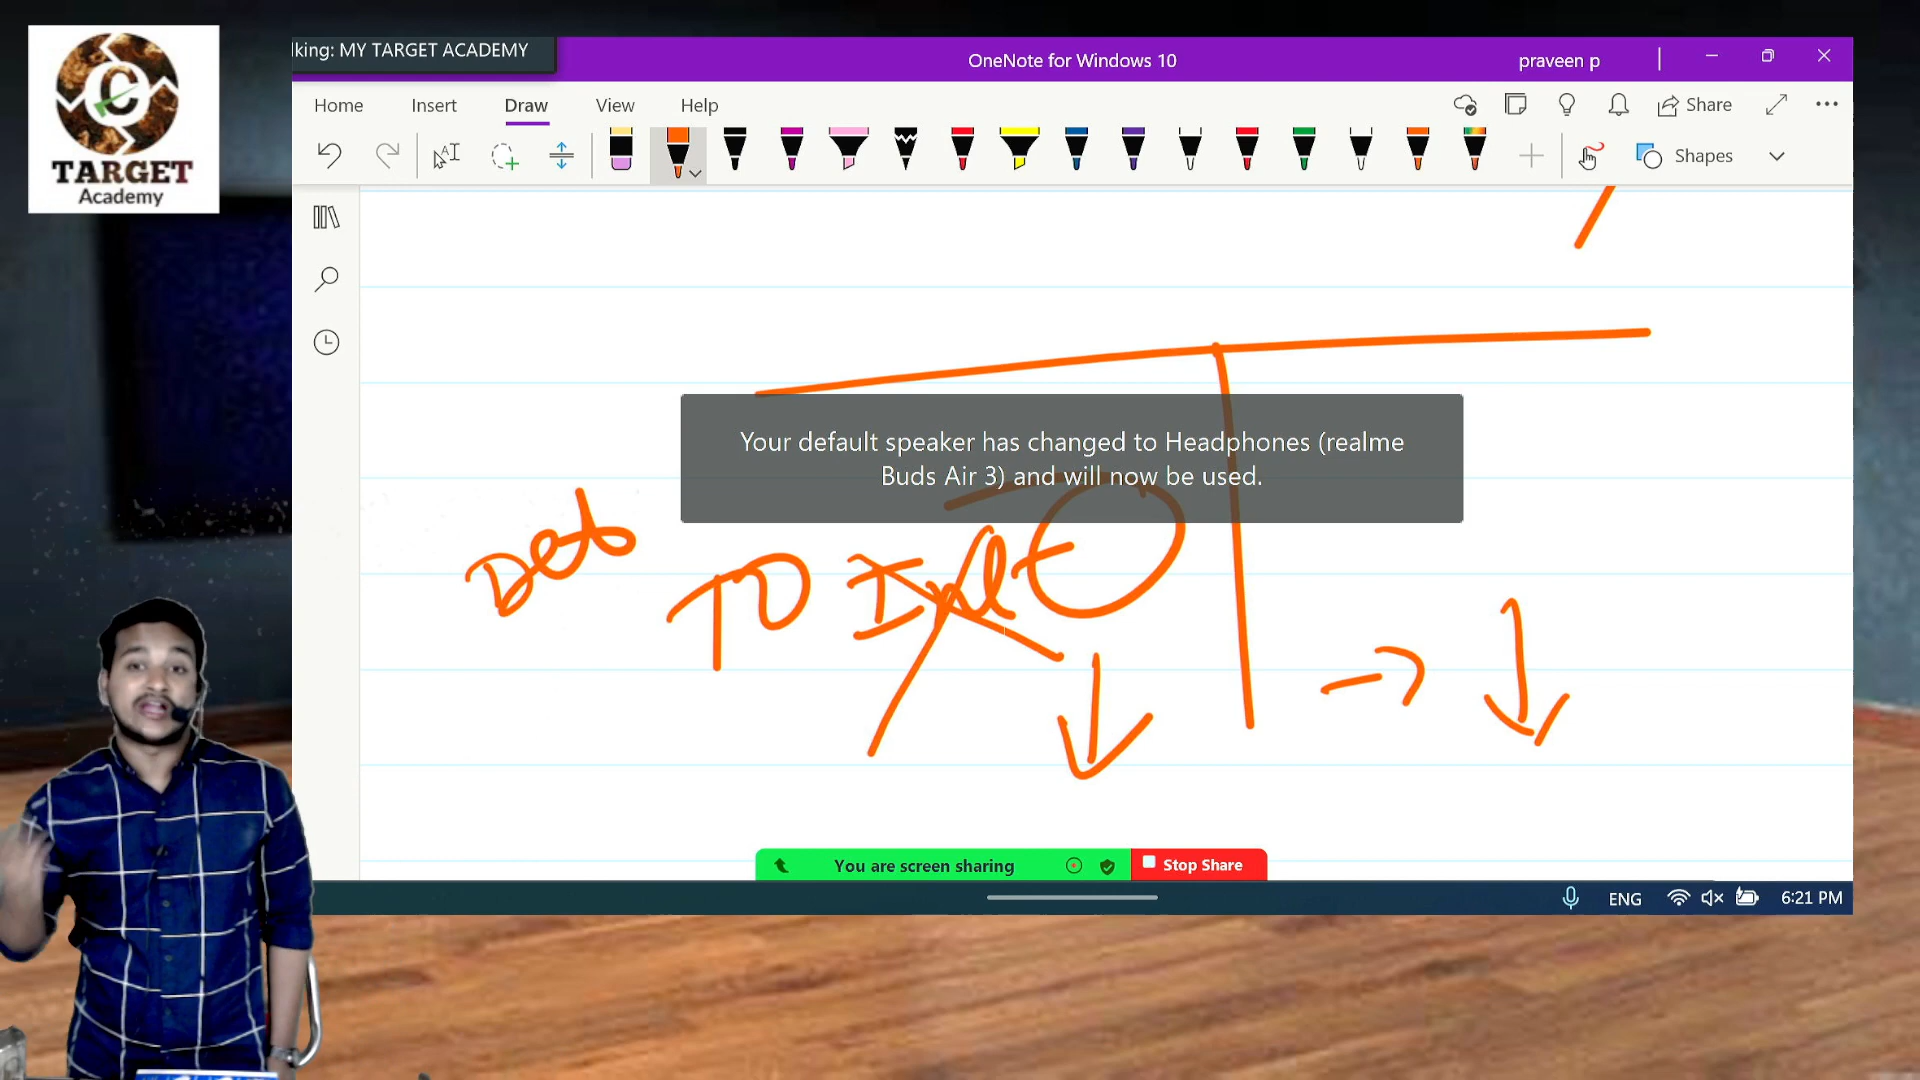 TARGET
Academy
lking: MY TARGET ACADEMY
OneNote for Windows 10
praveen p
Home Insert Draw View Help
Share
Shapes
Your default speaker has changed to Headphones (realme
Buds Air 3) and will now be used.
TO
You are screen sharing
Stop Share
ENG
6:21 PM